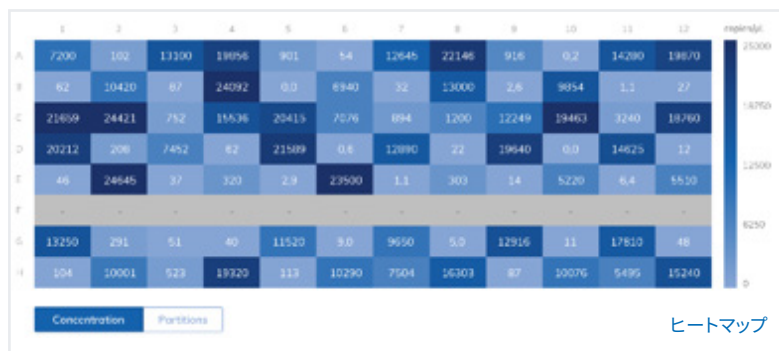 1 2 3 4 5 6 7 8 9 10 11 12 copies/µL
A 7200 102 13100 19856 901 54 12645 22146 916 0,2 14280 19870 25000
B 62 10420 87 24092 0,0 6940 32 13000 2,6 9854 1,1 27
18750
C 21659 24421 752 15536 20415 7076 894 1200 12249 19463 3240 18760
D 20212 208 7452 62 21589 0,6 12890 22 19640 0,0 14625 12
12500
E 46 24645 37 320 2,9 23500 1,1 303 14 5220 6,4 5510
F - - - - - - - - - - - -
6250
G 13250 291 51 40 11520 9,0 9650 5,0 12916 11 17810 48
H 104 10001 523 19320 113 10290 7504 16303 87 10076 5495 15240 0
Concentration Partitions
ヒートマップ